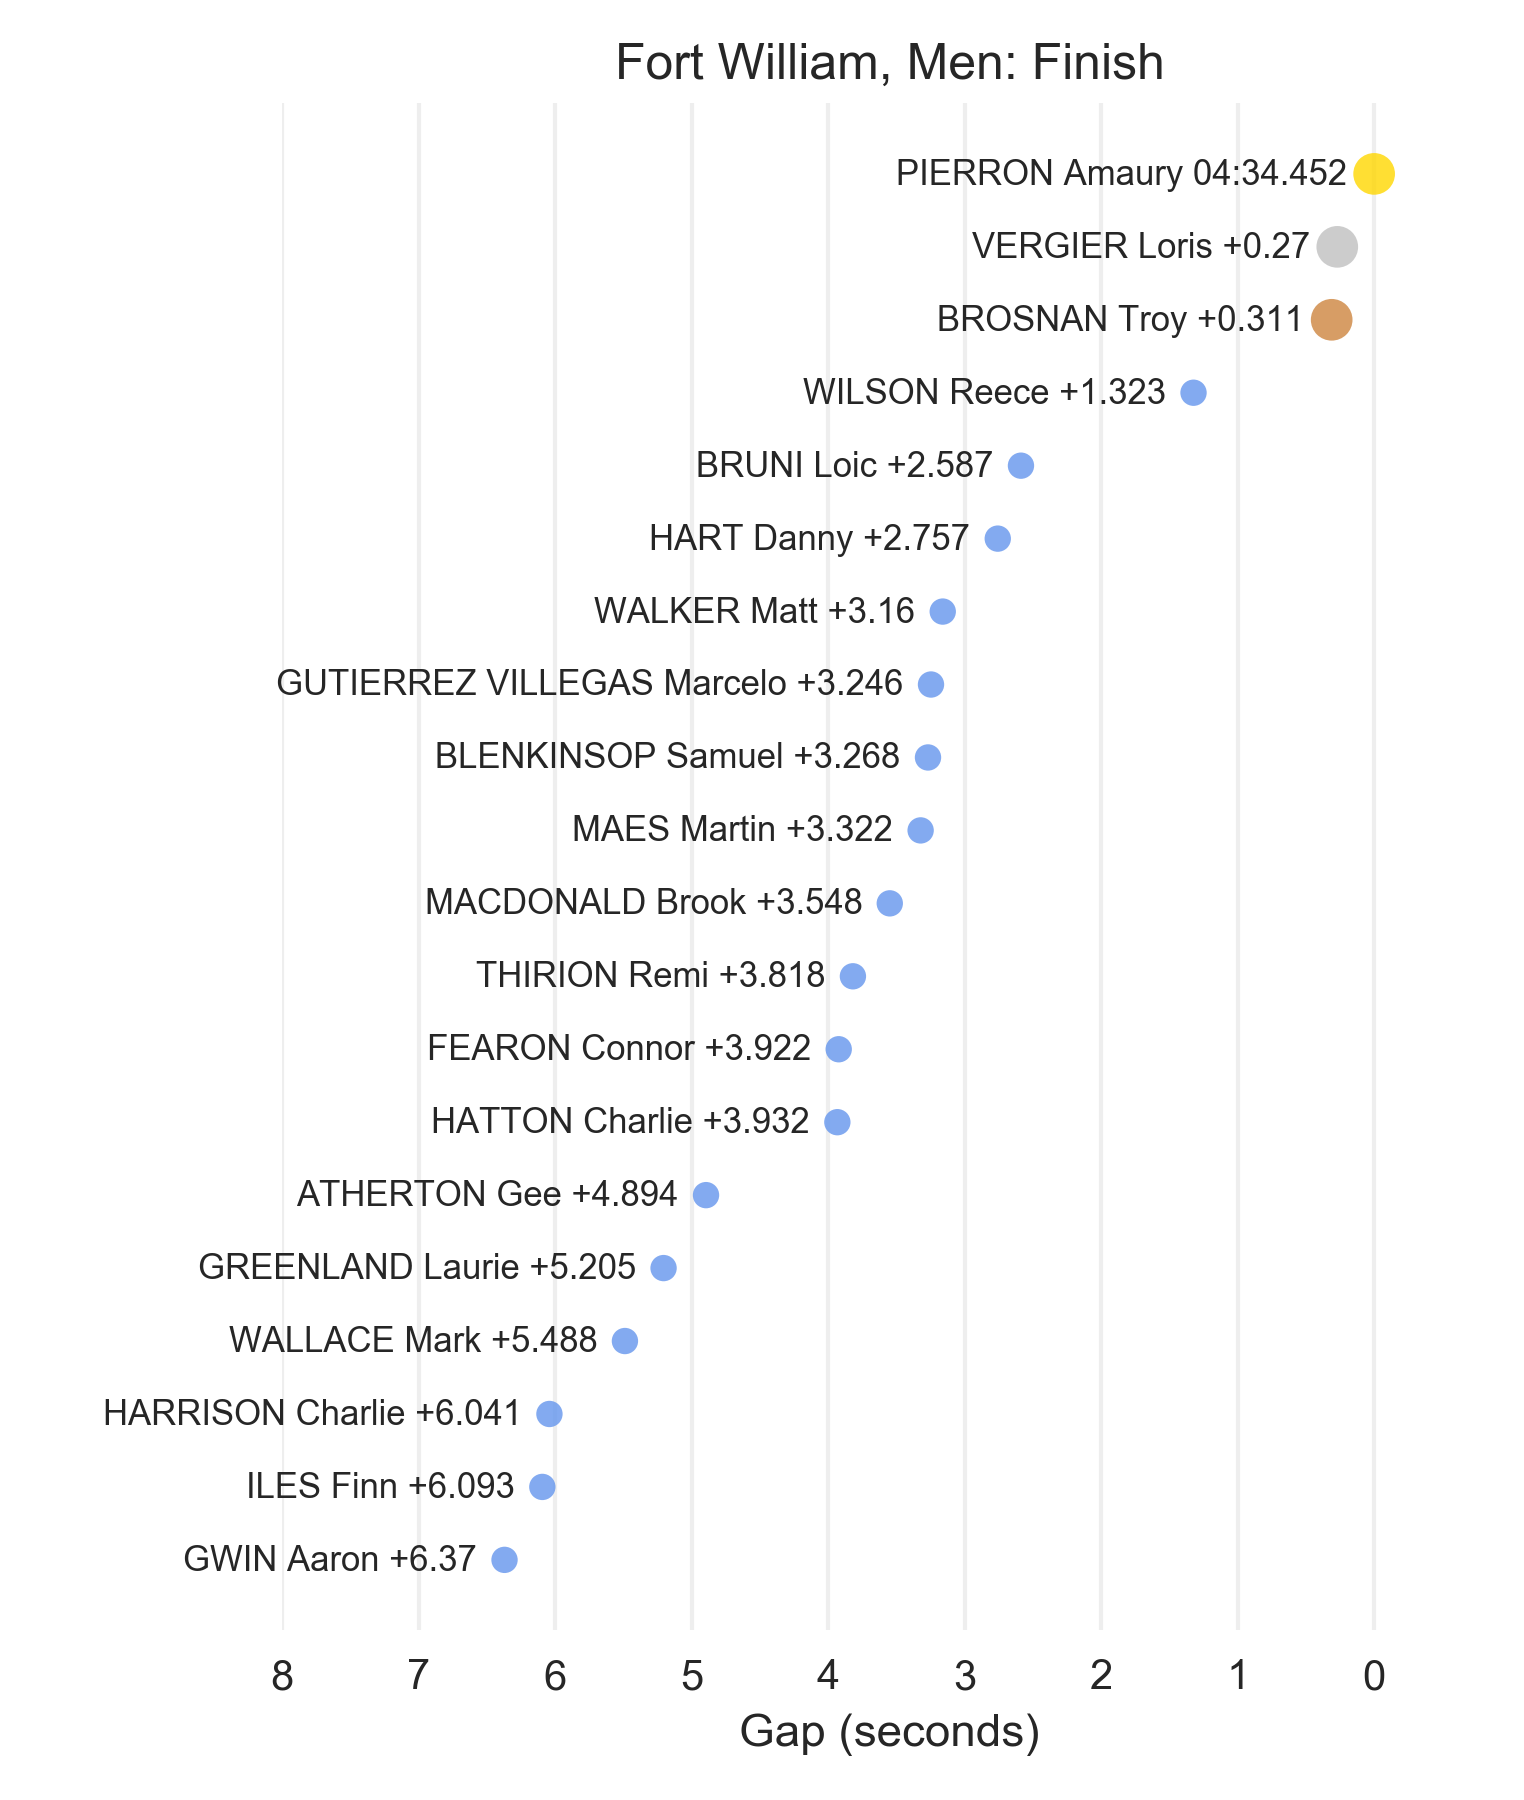 Fort William, Men: Finish
PIERRON Amaury 04:34.452
VERGIER Loris +0.27
BROSNAN Troy +0.311
WILSON Reece +1.323
BRUNI Loic +2.587
HART Danny +2.757
WALKER Matt +3.16
GUTIERREZ VILLEGAS Marcelo +3.246
BLENKINSOP Samuel +3.268
MAES Martin +3.322
MACDONALD Brook +3.548
THIRION Remi +3.818
FEARON Connor +3.922
HATTON Charlie +3.932
ATHERTON Gee +4.894
GREENLAND Laurie +5.205
WALLACE Mark +5.488
HARRISON Charlie +6.041
ILES Finn +6.093
GWIN Aaron +6.37
8 7 6 5 4 3 2 1 0
Gap (seconds)